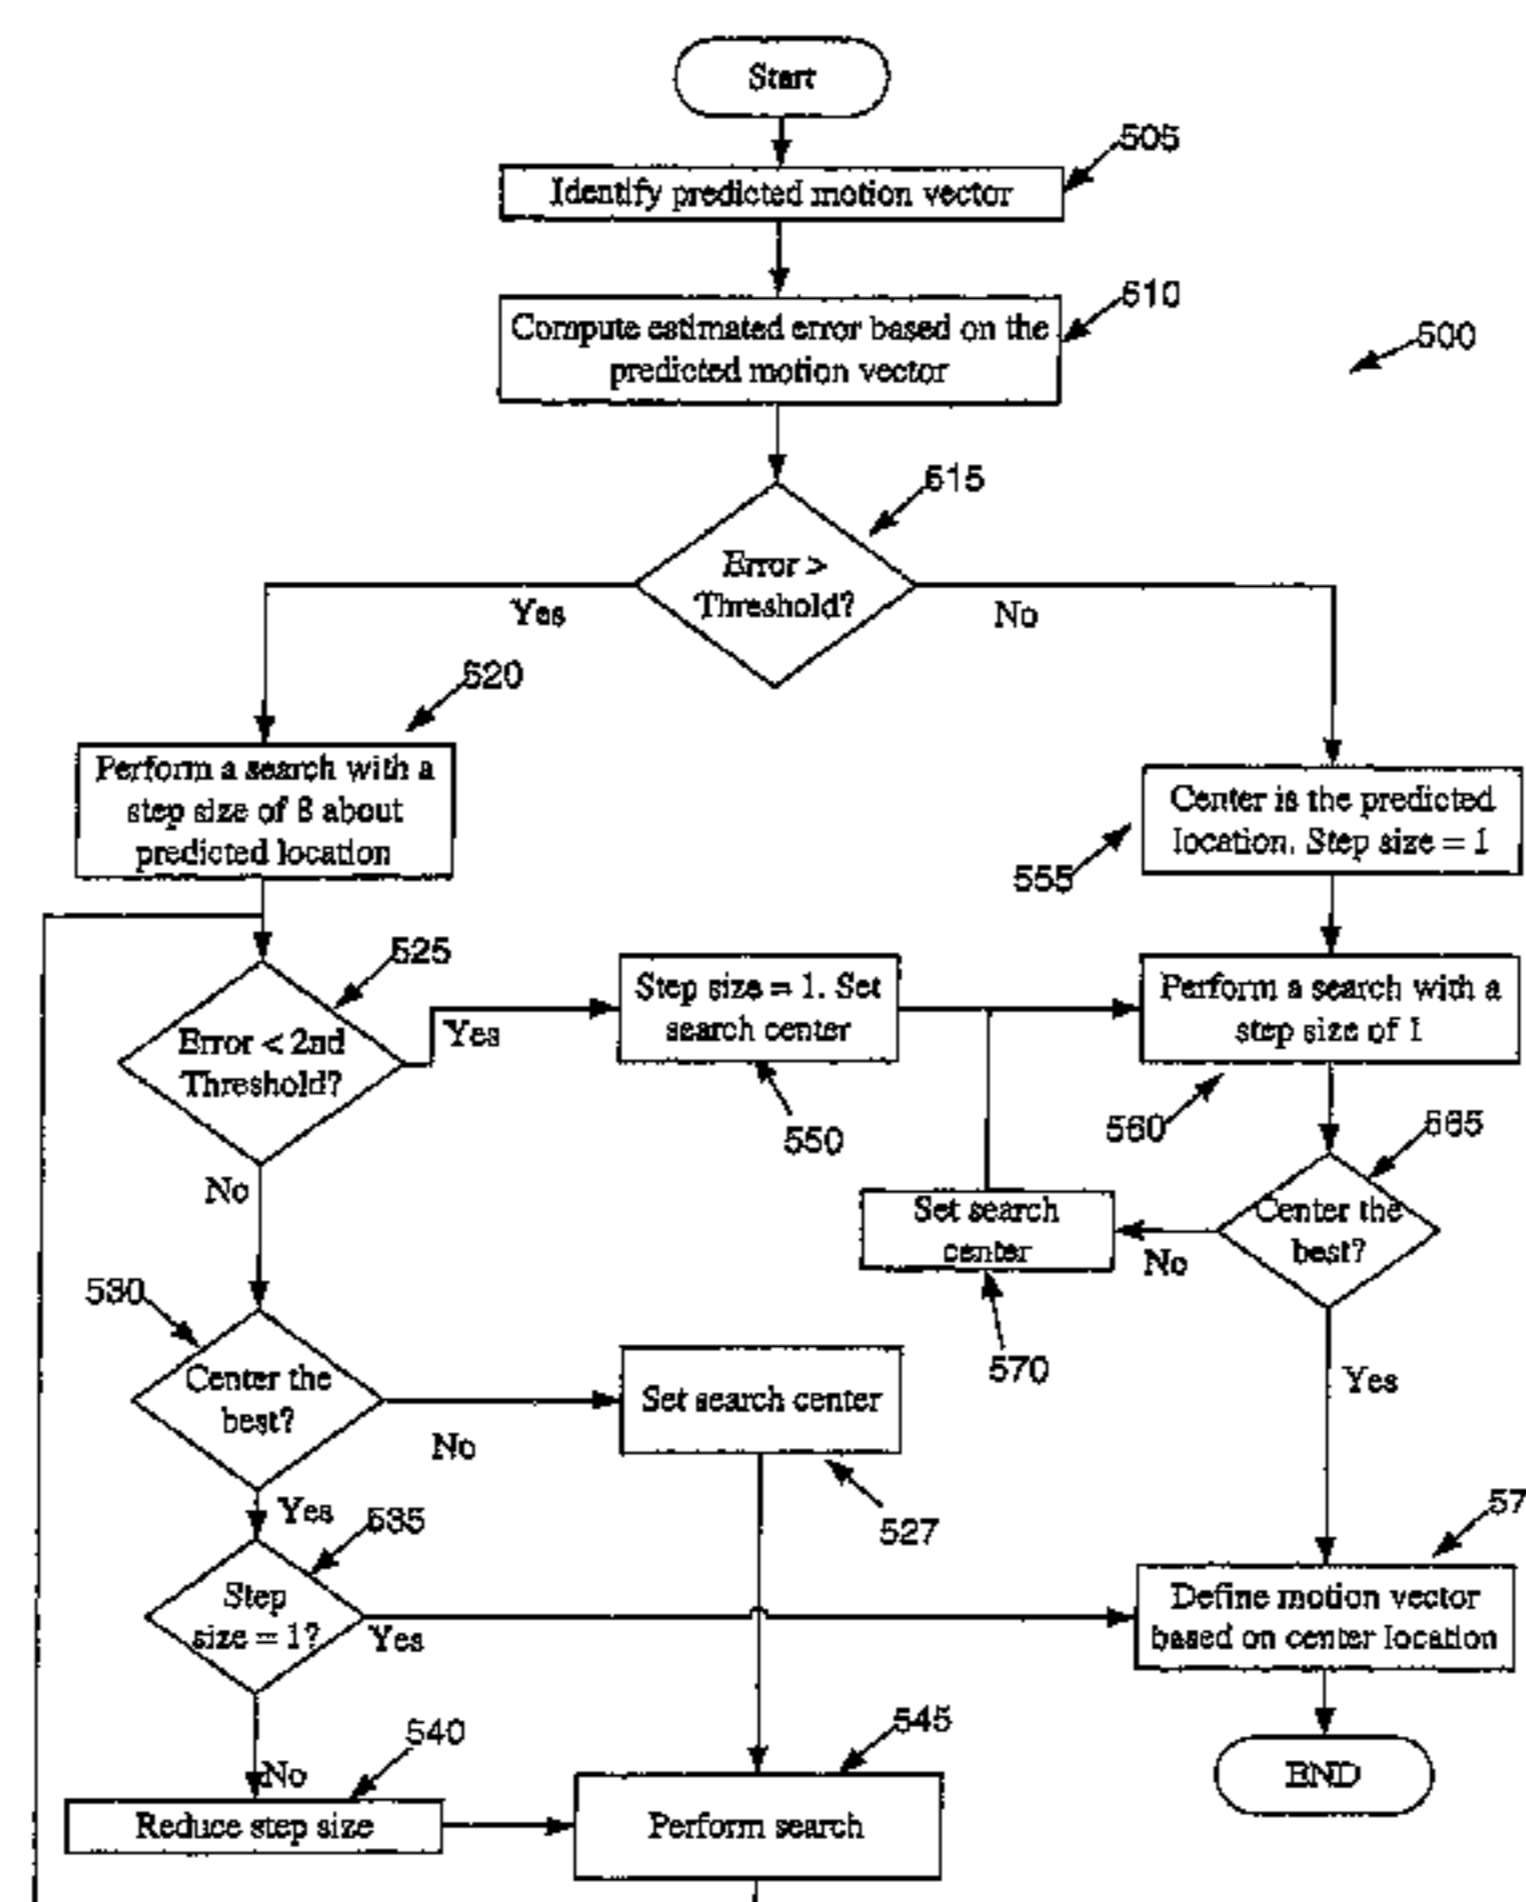 Start
505
Identify predicted motion vector
510
Compute estimated error based on the
predicted motion vector
500
515
Error >
Threshold?
Yes
No
520
Perform a search with a
step size of 8 about
predicted location
Center is the predicted
location. Step size = 1
555
525
Error < 2nd
Threshold?
Yes
Step size = 1. Set
search center
550
Perform a search with a
step size of 1
560
565
No
Set search
center
570
Center the
best?
No
530
Center the
best?
No
Set search center
527
Yes
Yes
535
Step
size = 1?
Yes
57
Define motion vector
based on center location
540
No
Reduce step size
545
Perform search
END